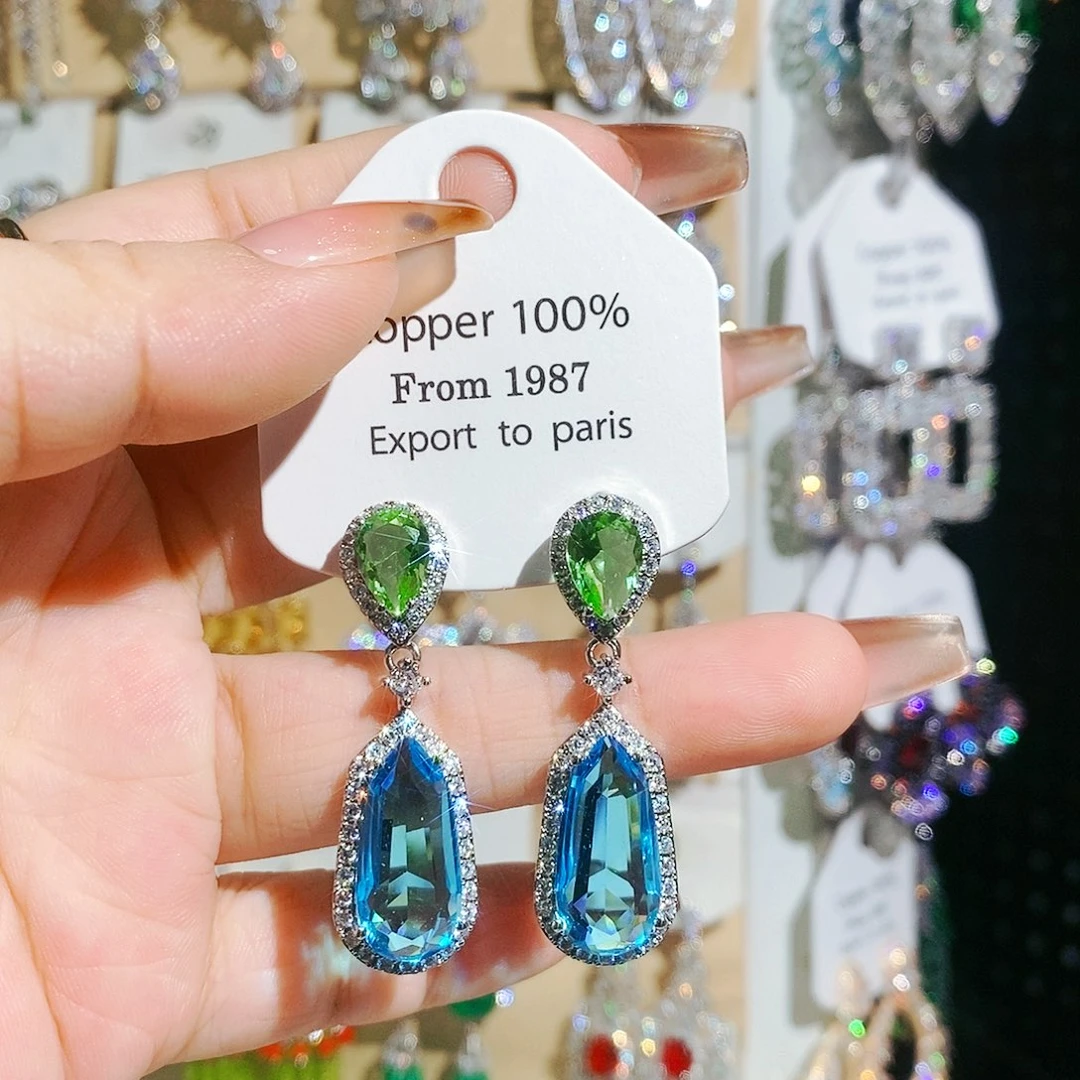 opper 100%
From 1987
Export to paris